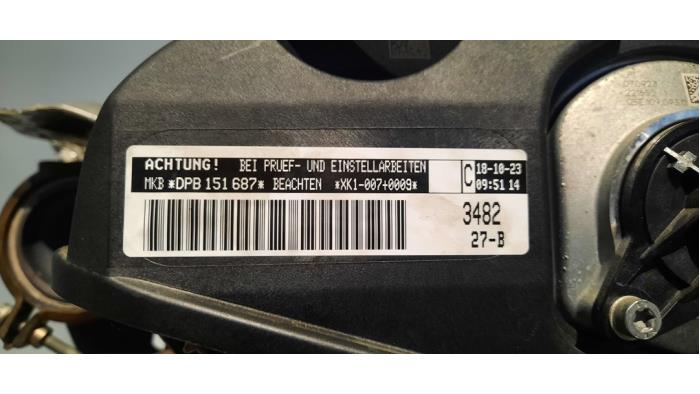 ACHTUNG! BEI PRUEF- UND EINSTELLARBEITEN
MKB *DPB 151 687* BEACHTEN *XK1-007+0009*
C
18-10-23
09:51 14
3482
27-B